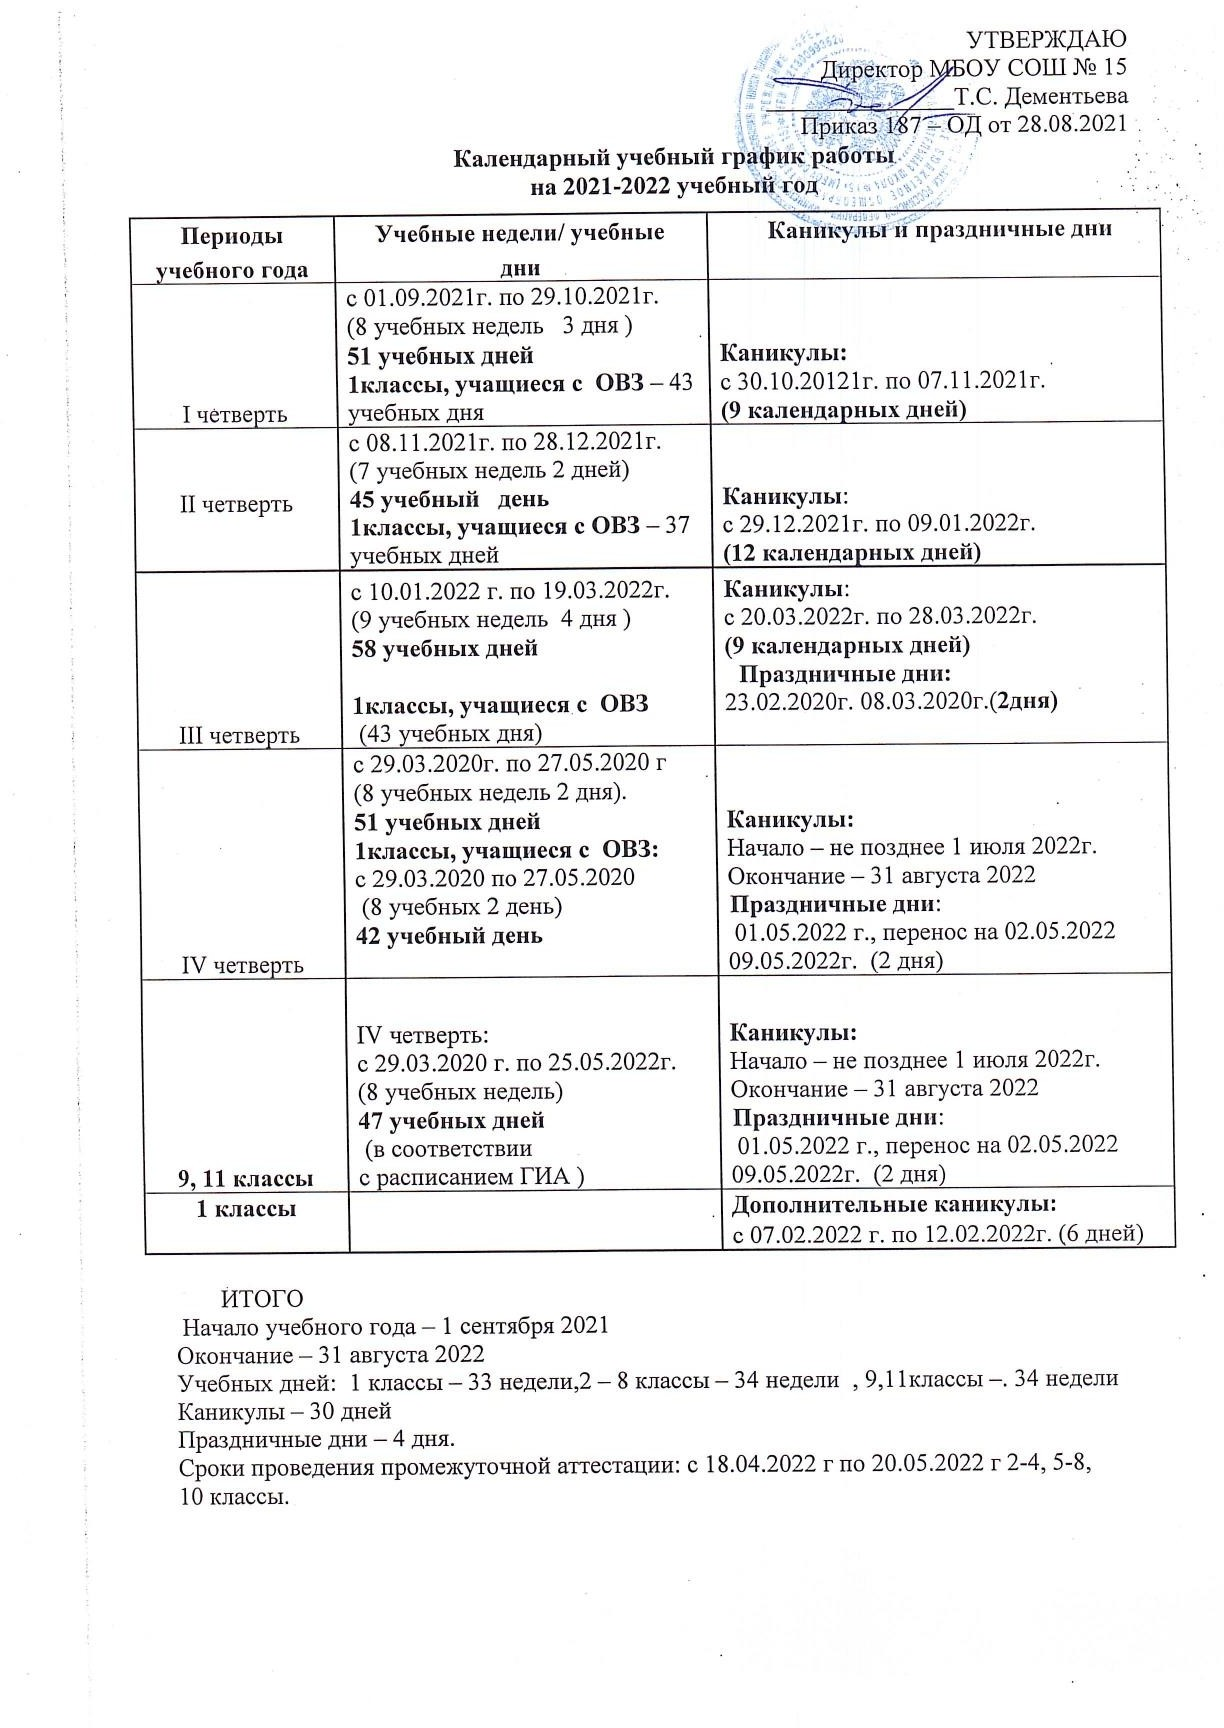 УТВЕРЖДАЮ
Директор МБОУ СОШ № 15
Т.С. Дементьева
Приказ 187 – ОД от 28.08.2021
Календарный учебный график работы
на 2021-2022 учебный год
Периоды
учебного года
Учебные недели/ учебные
дни
Каникулы и праздничные дни
I четверть
с 01.09.2021г. по 29.10.2021г.
(8 учебных недель 3 дня )
51 учебных дней
1классы, учащиеся с ОВЗ – 43
учебных дня
Каникулы:
с 30.10.20121г. по 07.11.2021г.
(9 календарных дней)
II четверть
с 08.11.2021г. по 28.12.2021г.
(7 учебных недель 2 дней)
45 учебный день
1классы, учащиеся с ОВЗ – 37
учебных дней
Каникулы:
с 29.12.2021г. по 09.01.2022г.
(12 календарных дней)
III четверть
с 10.01.2022 г. по 19.03.2022г.
(9 учебных недель 4 дня )
58 учебных дней
1классы, учащиеся с ОВЗ
(43 учебных дня)
Каникулы:
с 20.03.2022г. по 28.03.2022г.
(9 календарных дней)
Праздничные дни:
23.02.2020г. 08.03.2020г.(2дня)
IV четверть
с 29.03.2020г. по 27.05.2020 г
(8 учебных недель 2 дня).
51 учебных дней
1классы, учащиеся с ОВЗ:
с 29.03.2020 по 27.05.2020
(8 учебных 2 день)
42 учебный день
Каникулы:
Начало – не позднее 1 июля 2022г.
Окончание – 31 августа 2022
Праздничные дни:
01.05.2022 г., перенос на 02.05.2022
09.05.2022г. (2 дня)
9, 11 классы
IV четверть:
с 29.03.2020 г. по 25.05.2022г.
(8 учебных недель)
47 учебных дней
(в соответствии
с расписанием ГИА )
Каникулы:
Начало – не позднее 1 июля 2022г.
Окончание – 31 августа 2022
Праздничные дни:
01.05.2022 г., перенос на 02.05.2022
09.05.2022г. (2 дня)
1 классы
Дополнительные каникулы:
с 07.02.2022 г. по 12.02.2022г. (6 дней)
ИТОГО
Начало учебного года – 1 сентября 2021
Окончание – 31 августа 2022
Учебных дней: 1 классы – 33 недели,2 – 8 классы – 34 недели , 9,11классы –. 34 недели
Каникулы – 30 дней
Праздничные дни – 4 дня.
Сроки проведения промежуточной аттестации: с 18.04.2022 г по 20.05.2022 г 2-4, 5-8,
10 классы.